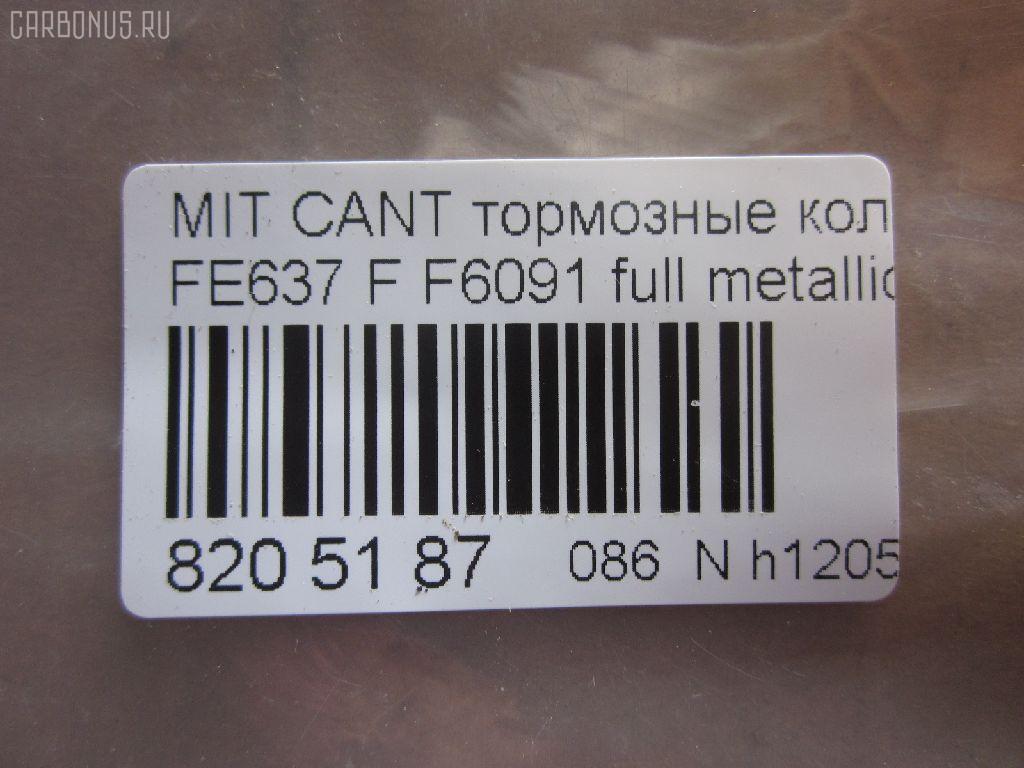 CARBONUS.RU
MIT CANT тормозные кол
FE637 F F6091 full metallic
820 51 87 086 N h1205